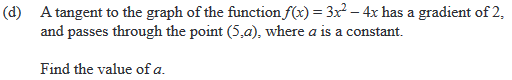 (d) A tangent to the graph of the function f(x) = 3x² – 4x has a gradient of 2,
and passes through the point (5,a), where a is a constant.
Find the value of a.